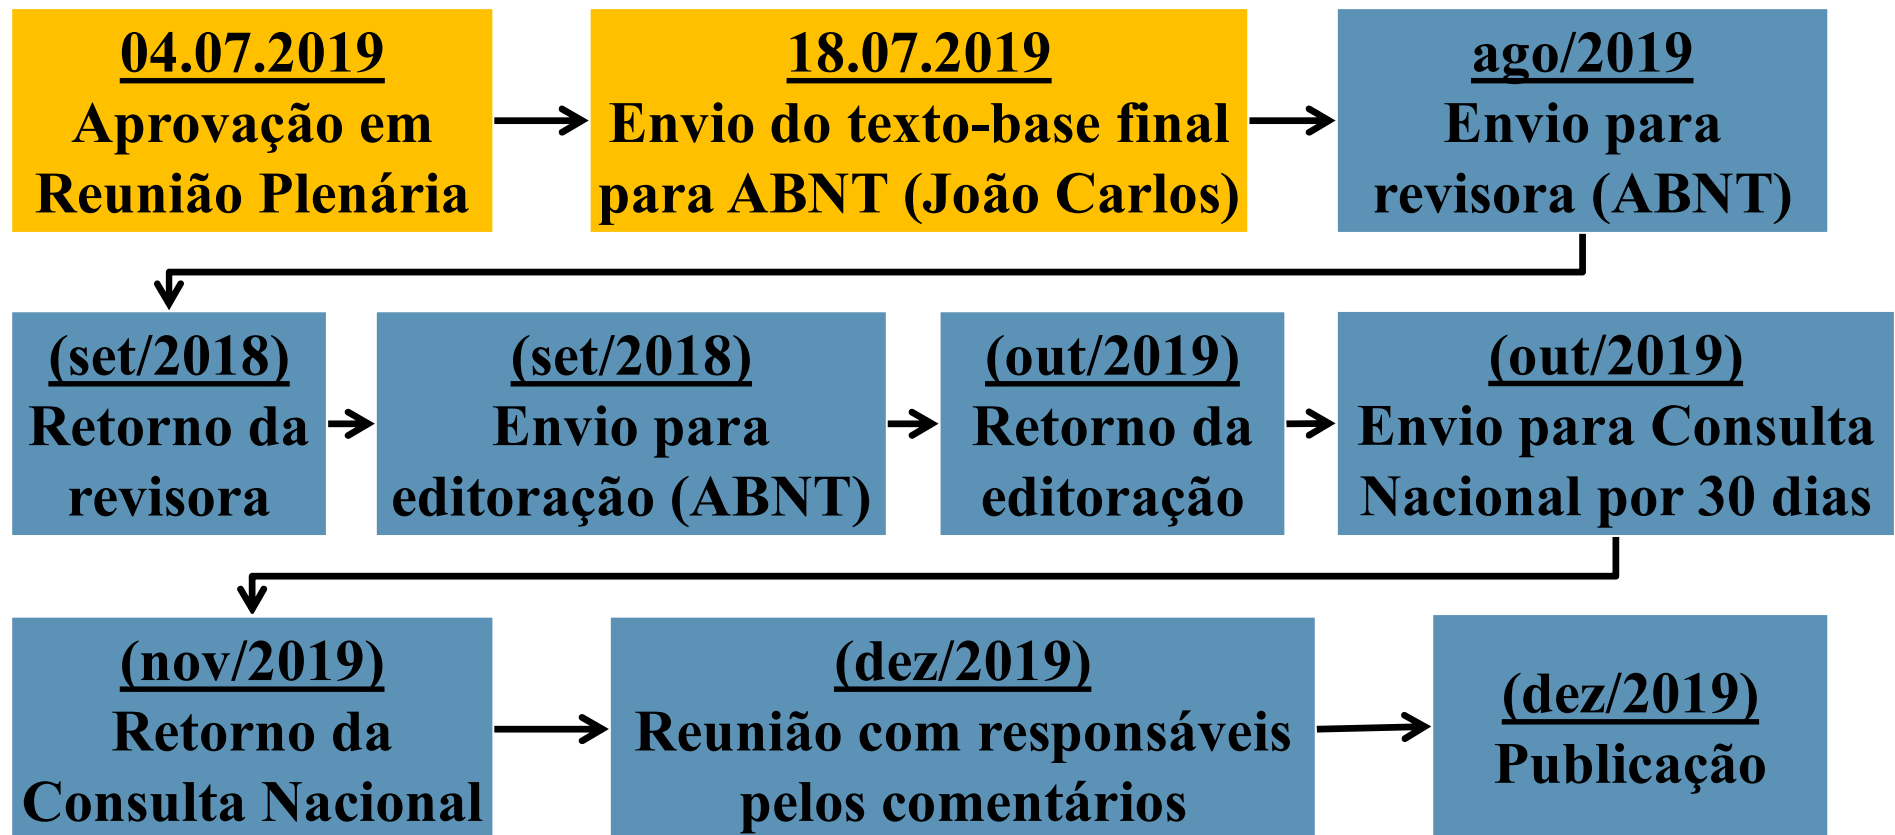 04.07.2019
Aprovação em
Reunião Plenária
18.07.2019
Envio do texto-base final
para ABNT (João Carlos)
ago/2019
Envio para
revisora (ABNT)
(set/2018)
Retorno da
revisora
(set/2018)
Envio para
editoração (ABNT)
(out/2019)
Retorno da
editoração
(out/2019)
Envio para Consulta
Nacional por 30 dias
(nov/2019)
Retorno da
Consulta Nacional
(dez/2019)
Reunião com responsáveis
pelos comentários
(dez/2019)
Publicação